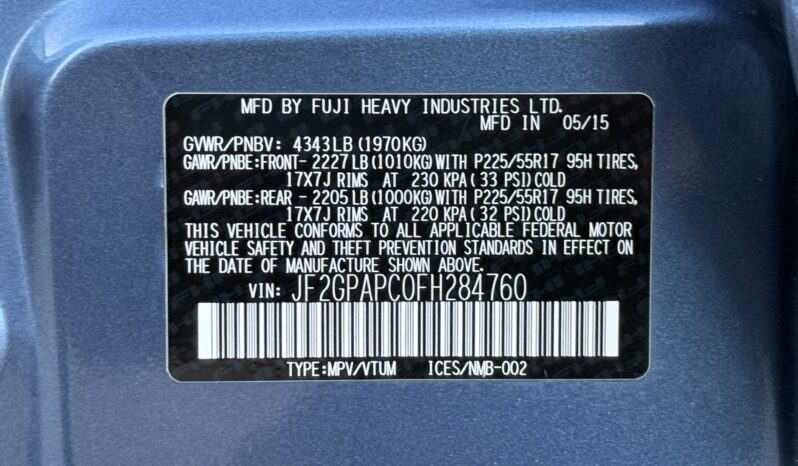 MFD BY FUJI HEAVY INDUSTRIES LTD.
MFD IN 05/15
GVWR/PNBV: 4343LB (1970KG)
GAWR/PNBE:FRONT- 2227 LB (1010KG) WITH P225/55R17 95H TIRES,
17X7J RIMS AT 230 KPA (33 PSI) COLD
GAWR/PNBE:REAR - 2205 LB (1000KG) WITH P225/55R17 95H TIRES,
17X7J RIMS AT 220 KPA (32 PSI) COLD
THIS VEHICLE CONFORMS TO ALL APPLICABLE FEDERAL MOTOR
VEHICLE SAFETY AND THEFT PREVENTION STANDARDS IN EFFECT ON
THE DATE OF MANUFACTURE SHOWN ABOVE.
VIN: JF2GPAPC0FH284760
TYPE:MPV/VTUM ICES/NMB-002